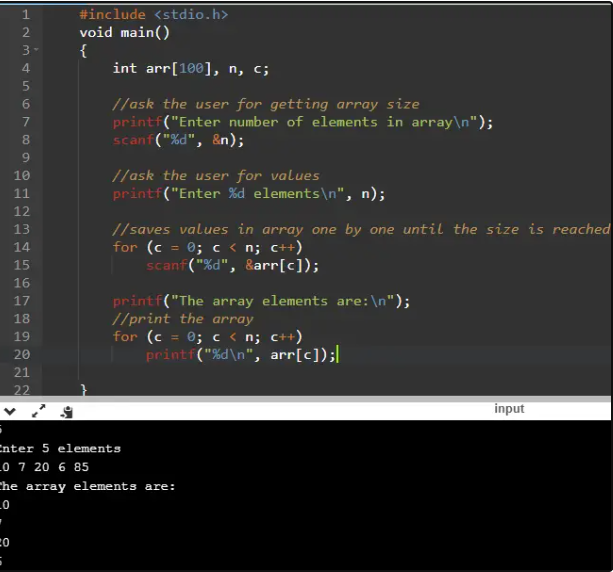 1 #include <stdio.h>
2 void main()
3 {
4 int arr[100], n, c;
5
6 //ask the user for getting array size
7 printf("Enter number of elements in array\n");
8 scanf("%d", &n);
9
10 //ask the user for values
11 printf("Enter %d elements\n", n);
12
13 //saves values in array one by one until the size is reached
14 for (c = 0; c < n; c++)
15 scanf("%d", &arr[c]);
16
17 printf("The array elements are:\n");
18 //print the array
19 for (c = 0; c < n; c++)
20 printf("%d\n", arr[c]);
21
22 }
input
5
Enter 5 elements
10 7 20 6 85
The array elements are:
10
7
20